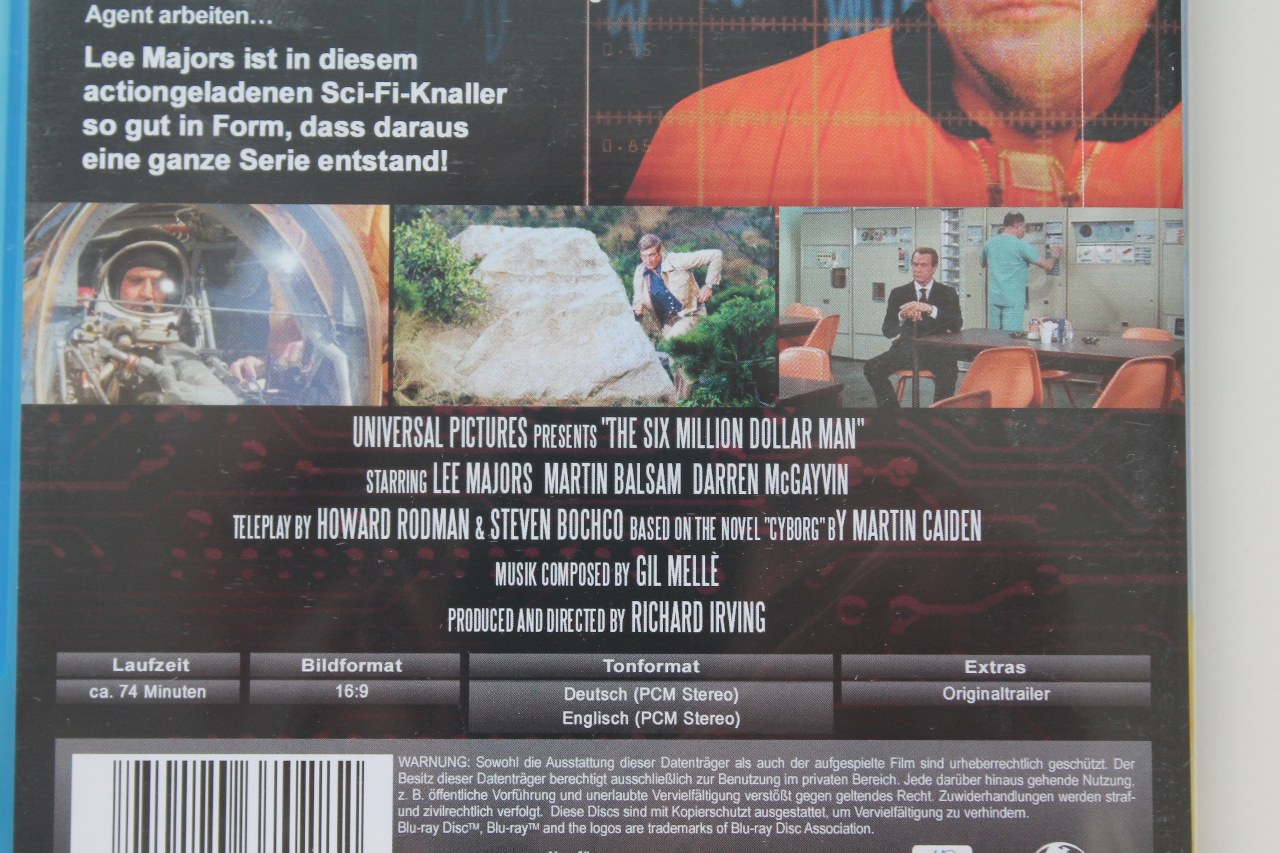 Agent arbeiten...
Lee Majors ist in diesem
actiongeladenen Sci-Fi-Knaller
so gut in Form, dass daraus
eine ganze Serie entstand!
0.45
0.65
UNIVERSAL PICTURES PRESENTS "THE SIX MILLION DOLLAR MAN"
STARRING LEE MAJORS MARTIN BALSAM DARREN McGAYVIN
TELEPLAY BY HOWARD RODMAN & STEVEN BOCHCO BASED ON THE NOVEL "CYBORG" BY MARTIN CAIDEN
MUSIK COMPOSED BY GIL MELLÈ
PRODUCED AND DIRECTED BY RICHARD IRVING
Laufzeit Bildformat Tonformat Extras
ca. 74 Minuten 16:9 Deutsch (PCM Stereo) Originaltrailer
Englisch (PCM Stereo)
WARNUNG: Sowohl die Ausstattung dieser Datenträger als auch der aufgespielte Film sind urheberrechtlich geschützt. Der
Besitz dieser Datenträger berechtigt ausschließlich zur Benutzung im privaten Bereich. Jede darüber hinaus gehende Nutzung,
z. B. öffentliche Vorführung und unerlaubte Vervielfältigung verstößt gegen geltendes Recht. Zuwiderhandlungen werden straf-
und zivilrechtlich verfolgt. Diese Discs sind mit Kopierschutz ausgestattet, um Vervielfältigung zu verhindern.
Blu-ray Disc™, Blu-ray™ and the logos are trademarks of Blu-ray Disc Association.